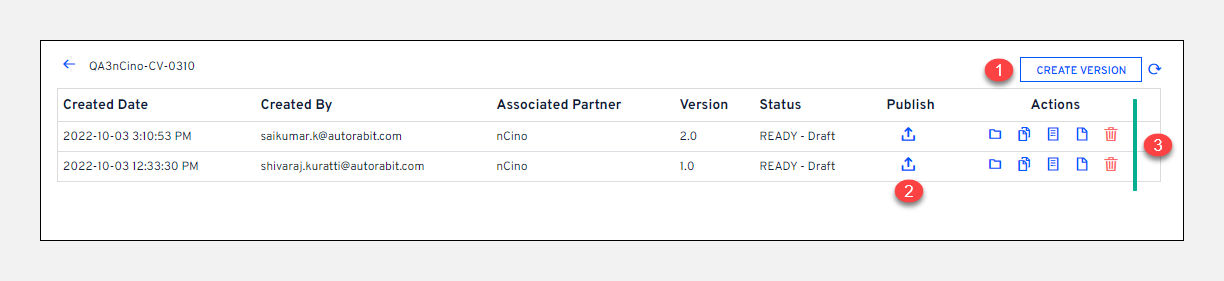 QA3nCino-CV-0310
1 CREATE VERSION
Created Date Created By Associated Partner Version Status Publish Actions
2022-10-03 3:10:53 PM saikumar.k@autorabit.com nCino 2.0 READY - Draft
3
2022-10-03 12:33:30 PM shivaraj.kuratti@autorabit.com nCino 1.0 READY - Draft
2